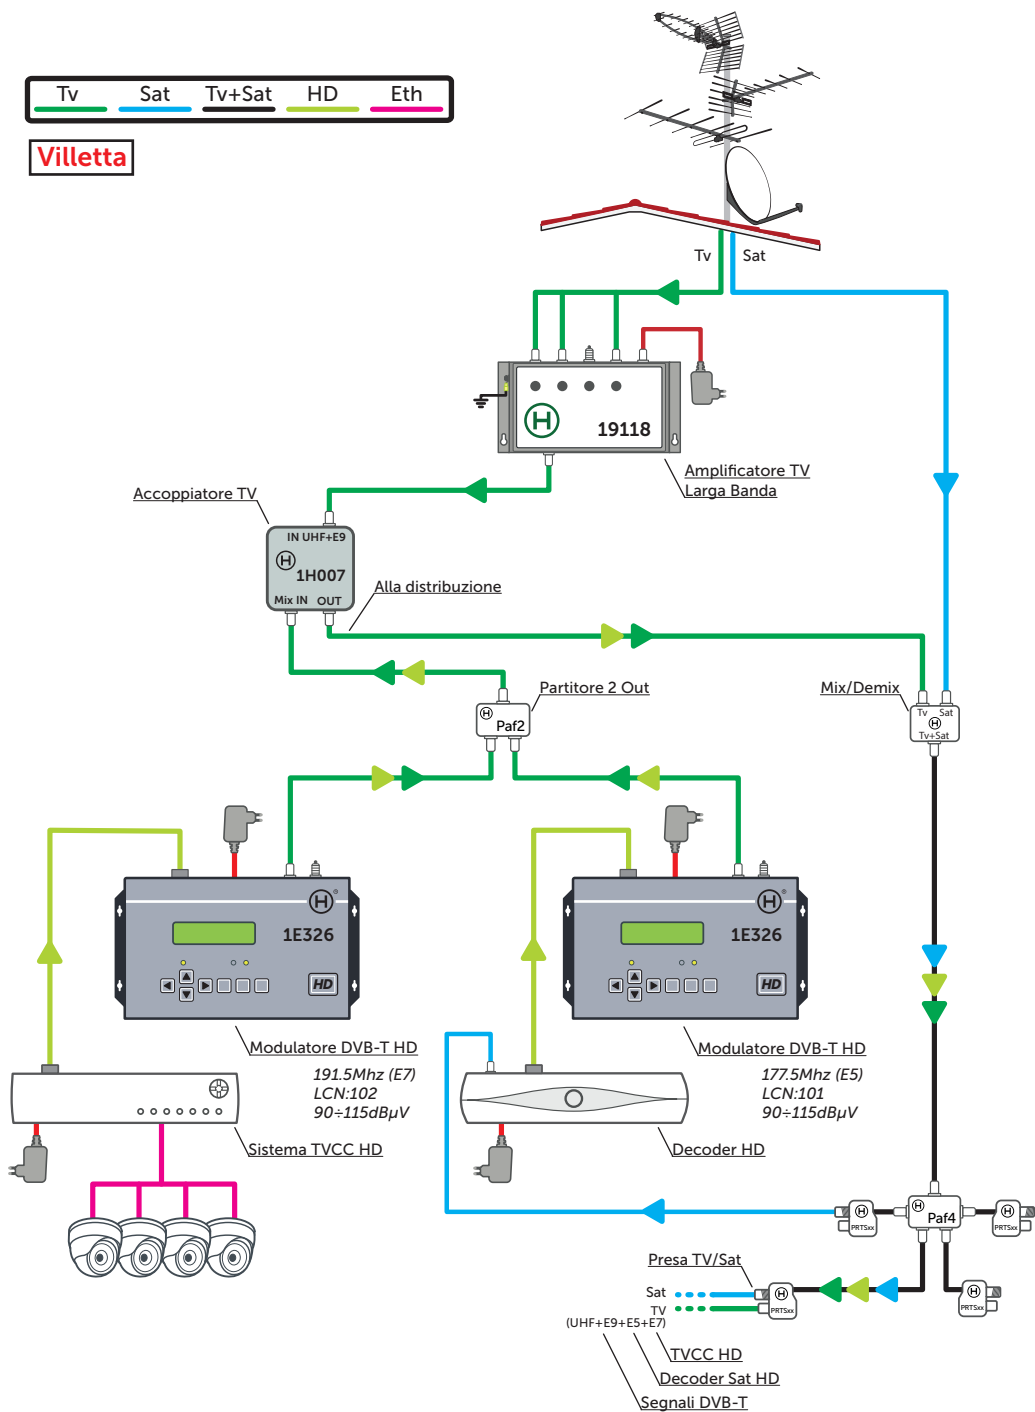 Tv Sat Tv+Sat HD Eth
Villetta
Tv Sat
H
19118
Amplificatore TV
Larga Banda
Accoppiatore TV
IN UHF+E9
H
1H007
Mix IN OUT
Alla distribuzione
Partitore 2 Out
H
Paf2
Mix/Demix
Tv Sat
H
Tv+Sat
H ®
1E326
HD
H ®
1E326
HD
Modulatore DVB-T HD
191.5Mhz (E7)
LCN:102
90÷115dBµV
Modulatore DVB-T HD
177.5Mhz (E5)
LCN:101
90÷115dBµV
Sistema TVCC HD
Decoder HD
H
PRTSxx
H
Paf4
H
PRTSxx
Presa TV/Sat
Sat
TV
(UHF+E9+E5+E7)
H
PRTSxx
H
PRTSxx
TVCC HD
Decoder Sat HD
Segnali DVB-T